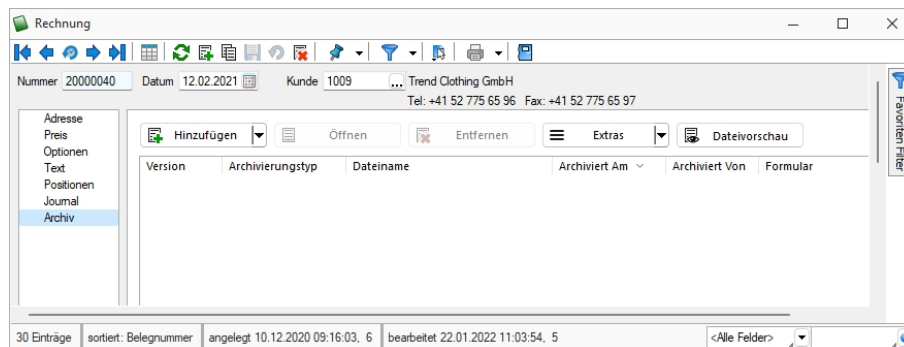 Rechnung
Nummer 20000040 Datum 12.02.2021 Kunde 1009 ... Trend Clothing GmbH
Tel: +41 52 775 65 96 Fax: +41 52 775 65 97
Favoriten Filter
Adresse
Preis
Optionen
Text
Positionen
Journal
Archiv
Hinzufügen Öffnen Entfernen Extras Dateivorschau
Version Archivierungstyp Dateiname Archiviert Am Archiviert Von Formular
30 Einträge sortiert: Belegnummer angelegt 10.12.2020 09:16:03, 6 bearbeitet 22.01.2022 11:03:54, 5 <Alle Felder>